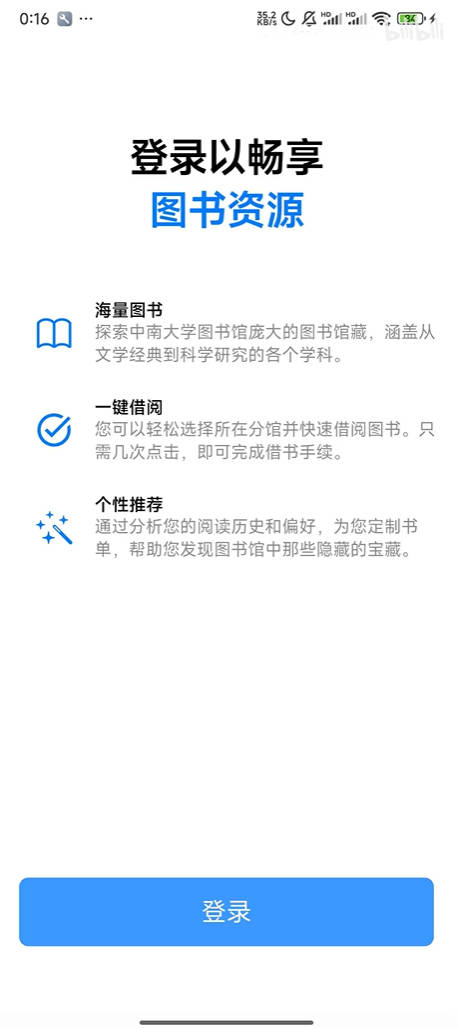 0:16 ···
35.2 KB/s HD HD 84
bilibili
登录以畅享
图书资源
海量图书
探索中南大学图书馆庞大的图书馆藏，涵盖从
文学经典到科学研究的各个学科。
一键借阅
您可以轻松选择所在分馆并快速借阅图书。只
需几次点击，即可完成借书手续。
个性推荐
通过分析您的阅读历史和偏好，为您定制书
单，帮助您发现图书馆中那些隐藏的宝藏。
登录